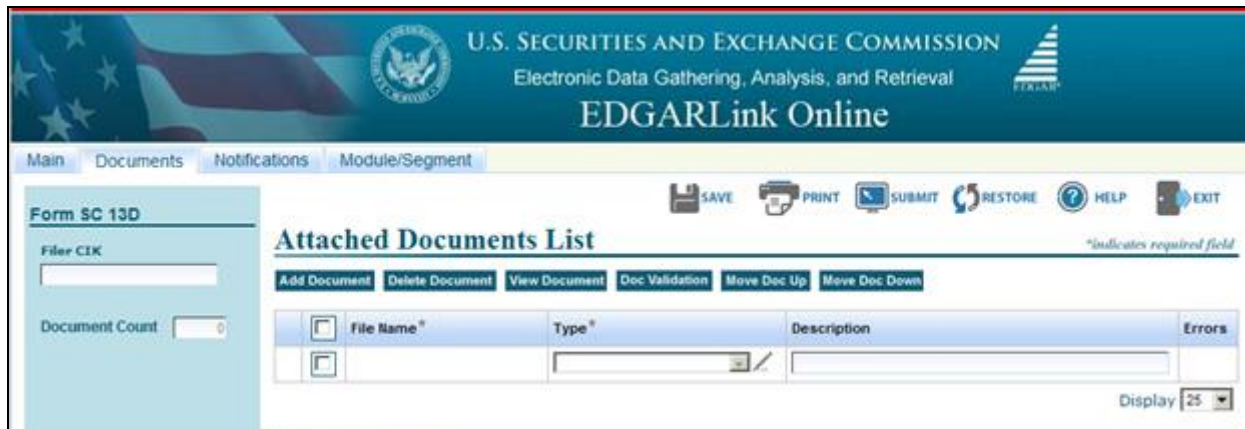 U.S. SECURITIES AND EXCHANGE COMMISSION
Electronic Data Gathering, Analysis, and Retrieval
EDGAR®
EDGARLink Online
Main Documents Notifications Module/Segment
SAVE PRINT SUBMIT RESTORE HELP EXIT
Form SC 13D
Attached Documents List
*indicates required field
Filer CIK
Add Document Delete Document View Document Doc Validation Move Doc Up Move Doc Down
Document Count 0
File Name* Type* Description Errors
Display 25